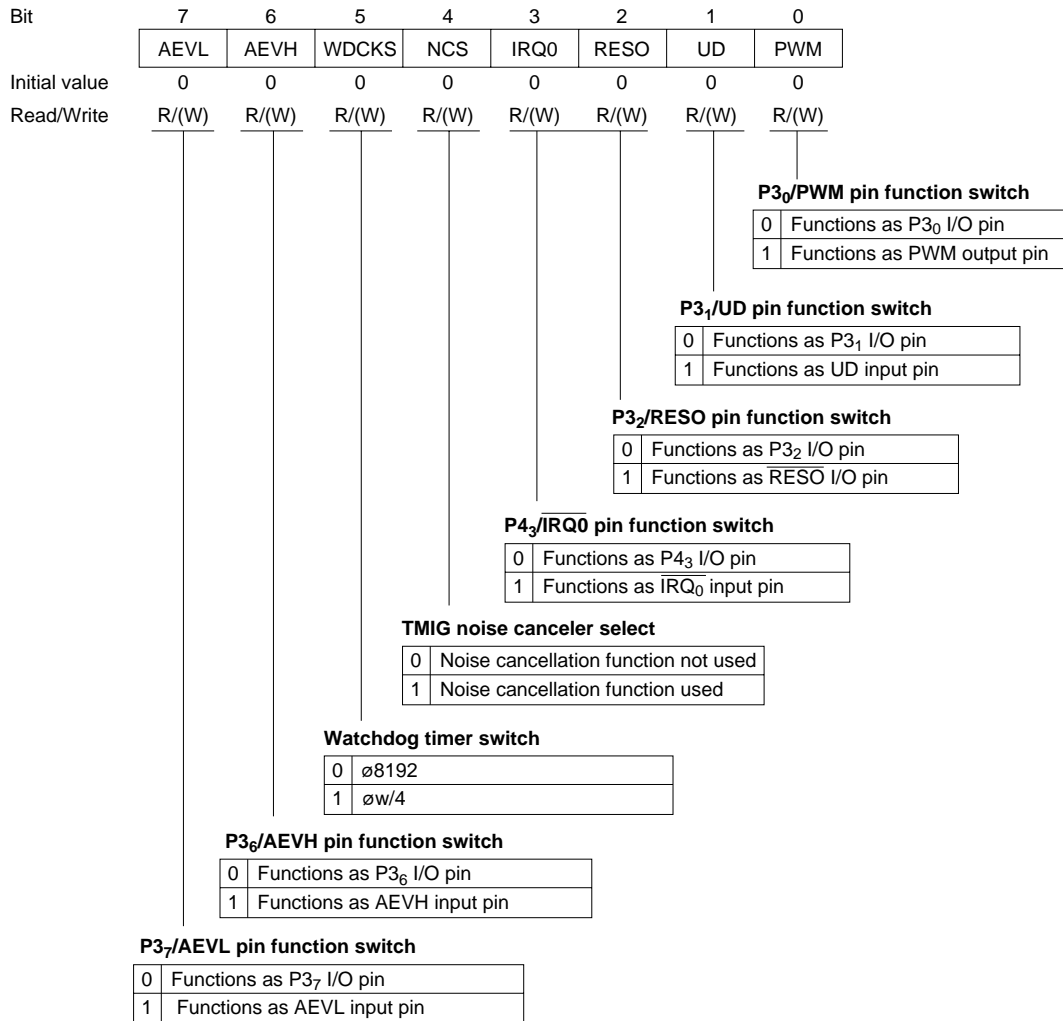 Bit 7 6 5 4 3 2 1 0
AEVL AEVH WDCKS NCS IRQ0 RESO UD PWM
Initial value 0 0 0 0 0 0 0 0
Read/Write R/(W) R/(W) R/(W) R/(W) R/(W) R/(W) R/(W) R/(W)
P3₀/PWM pin function switch
0 Functions as P3₀ I/O pin
1 Functions as PWM output pin
P3₁/UD pin function switch
0 Functions as P3₁ I/O pin
1 Functions as UD input pin
P3₂/RESO pin function switch
0 Functions as P3₂ I/O pin
1 Functions as R̅E̅S̅O̅ I/O pin
P4₃/I̅R̅Q̅0̅ pin function switch
0 Functions as P4₃ I/O pin
1 Functions as I̅R̅Q̅₀̅ input pin
TMIG noise canceler select
0 Noise cancellation function not used
1 Noise cancellation function used
Watchdog timer switch
0 ø8192
1 øw/4
P3₆/AEVH pin function switch
0 Functions as P3₆ I/O pin
1 Functions as AEVH input pin
P3₇/AEVL pin function switch
0 Functions as P3₇ I/O pin
1 Functions as AEVL input pin